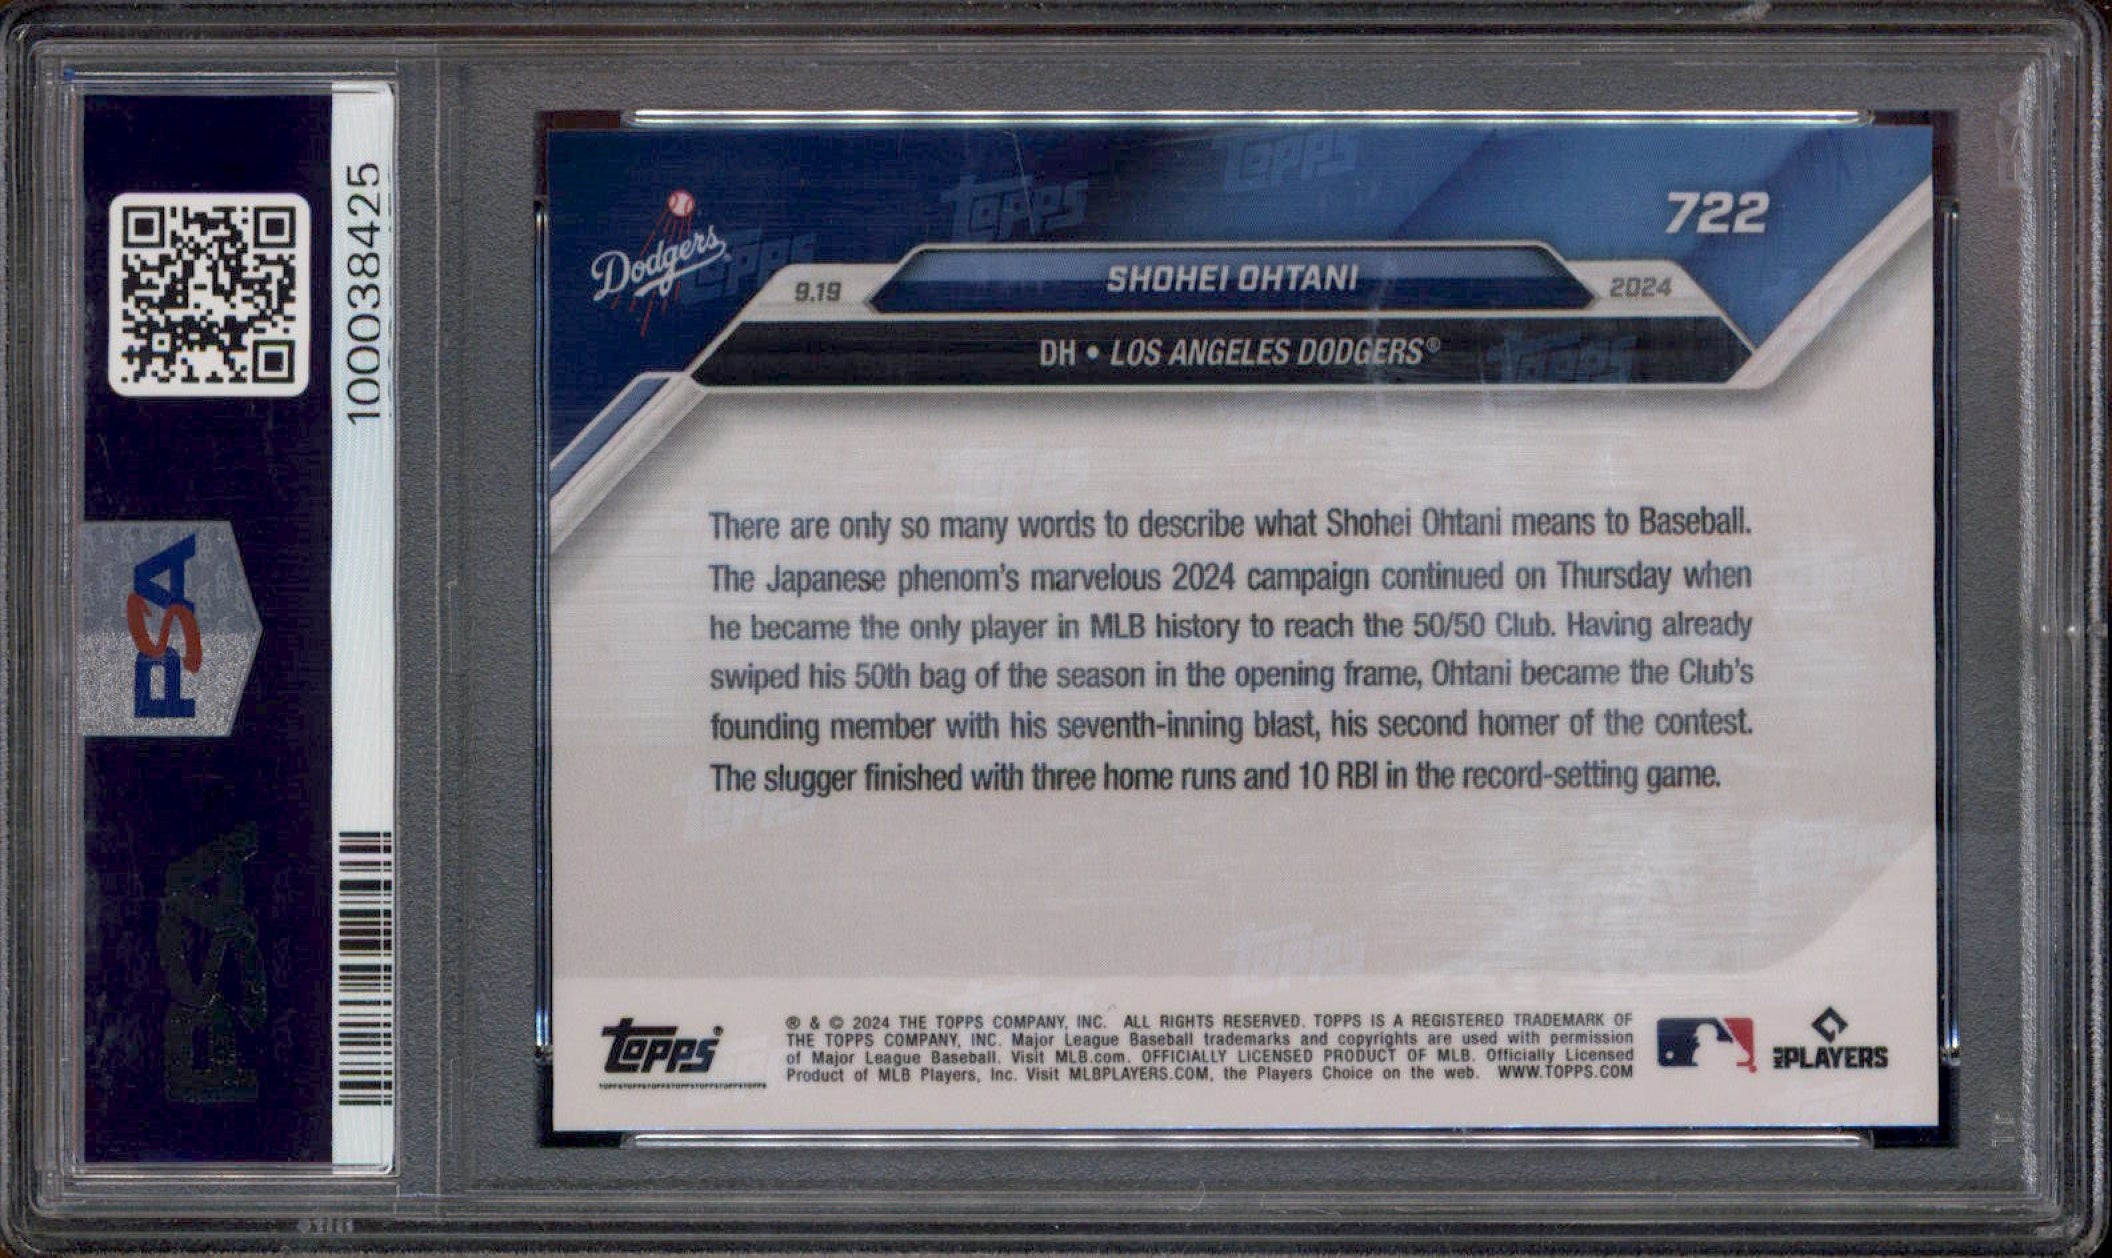 100038425
PSA
PSA
Dodgers
722
9.19
SHOHEI OHTANI
2024
DH • LOS ANGELES DODGERS®
There are only so many words to describe what Shohei Ohtani means to Baseball.
The Japanese phenom's marvelous 2024 campaign continued on Thursday when
he became the only player in MLB history to reach the 50/50 Club. Having already
swiped his 50th bag of the season in the opening frame, Ohtani became the Club's
founding member with his seventh-inning blast, his second homer of the contest.
The slugger finished with three home runs and 10 RBI in the record-setting game.
Topps®
® & © 2024 THE TOPPS COMPANY, INC. ALL RIGHTS RESERVED. TOPPS IS A REGISTERED TRADEMARK OF
THE TOPPS COMPANY, INC. Major League Baseball trademarks and copyrights are used with permission
of Major League Baseball. Visit MLB.com. OFFICIALLY LICENSED PRODUCT OF MLB. Officially Licensed
Product of MLB Players, Inc. Visit MLBPLAYERS.COM, the Players Choice on the web. WWW.TOPPS.COM
MLB PLAYERS